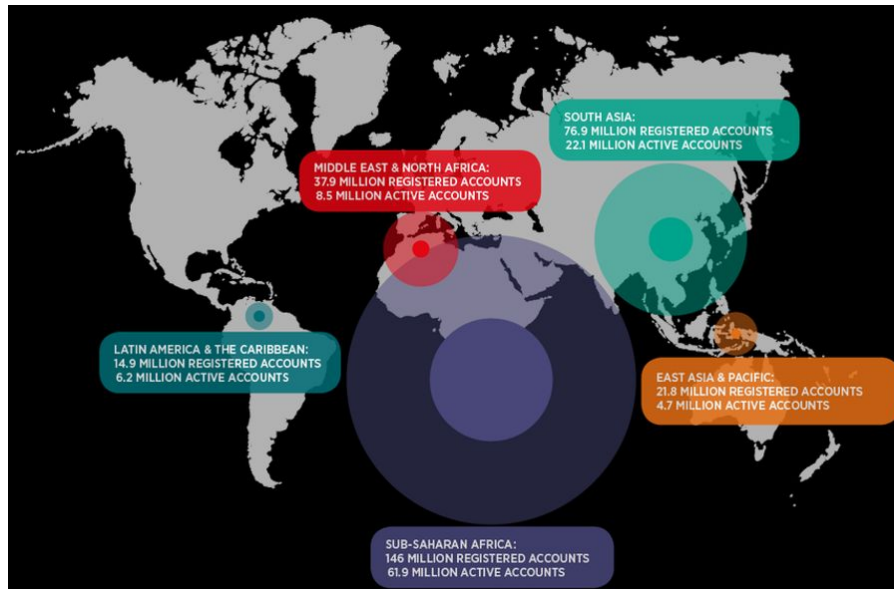 SOUTH ASIA:
76.9 MILLION REGISTERED ACCOUNTS
22.1 MILLION ACTIVE ACCOUNTS
MIDDLE EAST & NORTH AFRICA:
37.9 MILLION REGISTERED ACCOUNTS
8.5 MILLION ACTIVE ACCOUNTS
LATIN AMERICA & THE CARIBBEAN:
14.9 MILLION REGISTERED ACCOUNTS
6.2 MILLION ACTIVE ACCOUNTS
EAST ASIA & PACIFIC:
21.8 MILLION REGISTERED ACCOUNTS
4.7 MILLION ACTIVE ACCOUNTS
SUB-SAHARAN AFRICA:
146 MILLION REGISTERED ACCOUNTS
61.9 MILLION ACTIVE ACCOUNTS